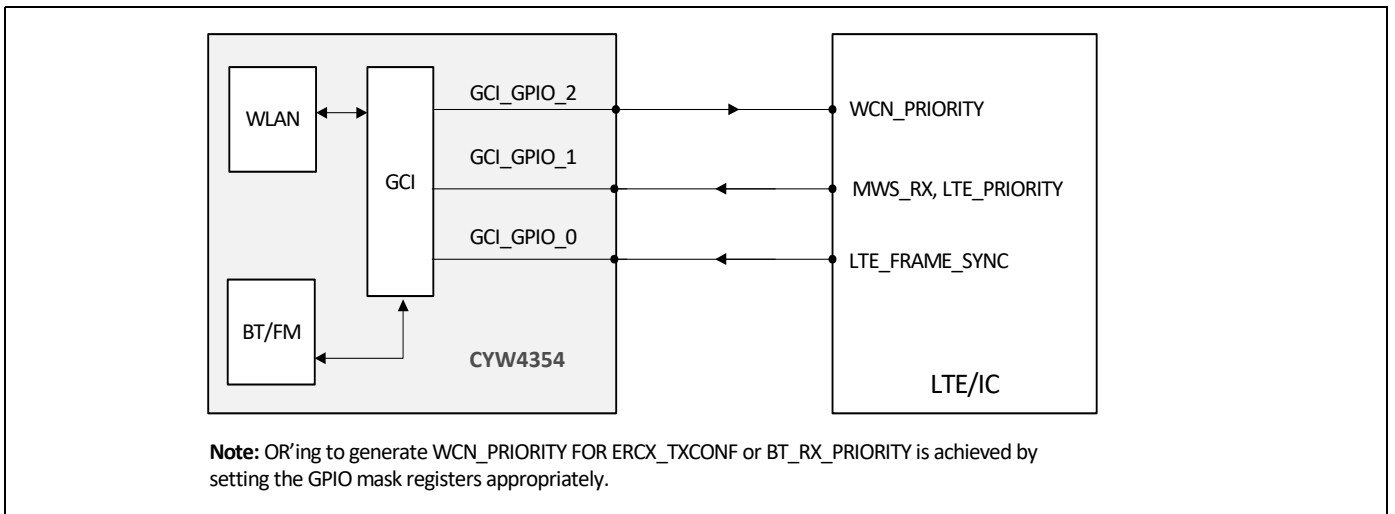 WLAN
GCI
BT/FM
CYW4354
GCI_GPIO_2
GCI_GPIO_1
GCI_GPIO_0
WCN_PRIORITY
MWS_RX, LTE_PRIORITY
LTE_FRAME_SYNC
LTE/IC
Note: OR'ing to generate WCN_PRIORITY FOR ERCX_TXCONF or BT_RX_PRIORITY is achieved by
setting the GPIO mask registers appropriately.